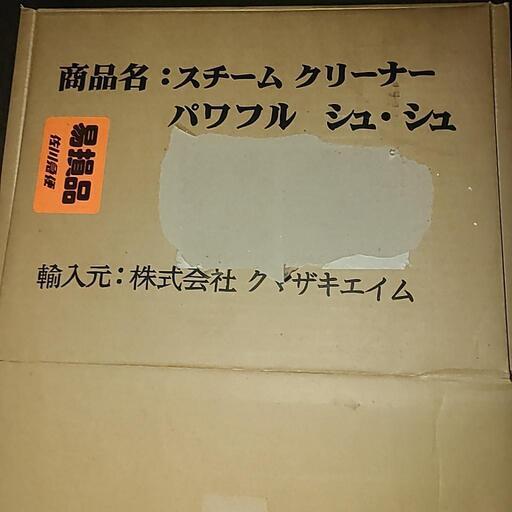 商品名：スチーム クリーナー
パワフル シュ・シュ
易損品
佐川急便
輸入元：株式会社 クマザキエイム